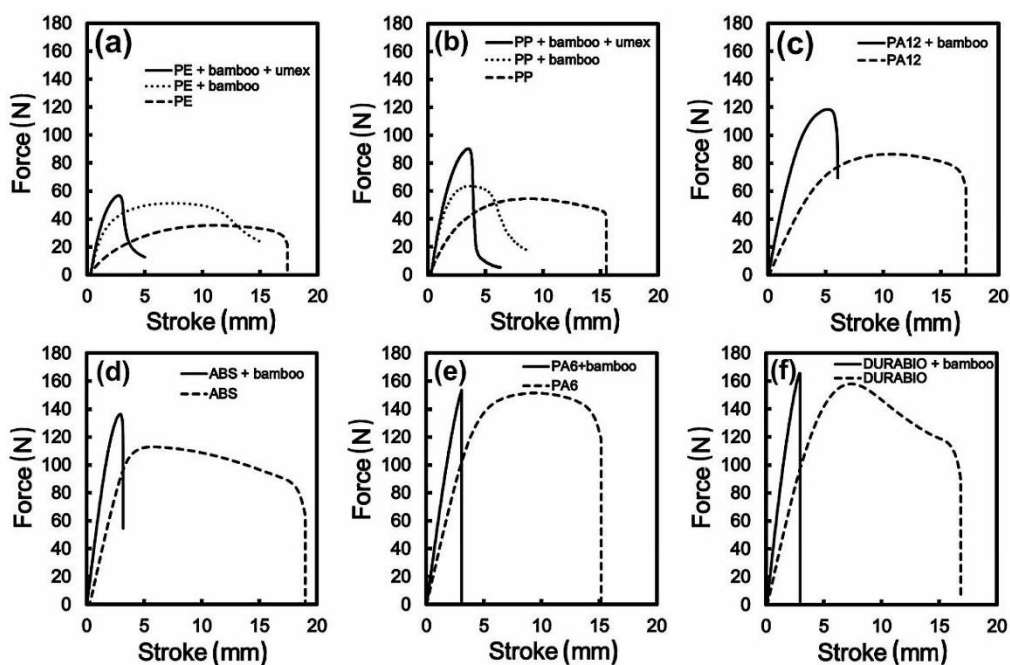 (a)
PE + bamboo + umex
PE + bamboo
PE
Force (N)
180
160
140
120
100
80
60
40
20
0
0 5 10 15 20
Stroke (mm)
(b)
PP + bamboo + umex
PP + bamboo
PP
Force (N)
180
160
140
120
100
80
60
40
20
0
0 5 10 15 20
Stroke (mm)
(c)
PA12 + bamboo
PA12
Force (N)
180
160
140
120
100
80
60
40
20
0
0 5 10 15 20
Stroke (mm)
(d)
ABS + bamboo
ABS
Force (N)
180
160
140
120
100
80
60
40
20
0
0 5 10 15 20
Stroke (mm)
(e)
PA6+bamboo
PA6
Force (N)
180
160
140
120
100
80
60
40
20
0
0 5 10 15 20
Stroke (mm)
(f)
DURABIO + bamboo
DURABIO
Force (N)
180
160
140
120
100
80
60
40
20
0
0 5 10 15 20
Stroke (mm)